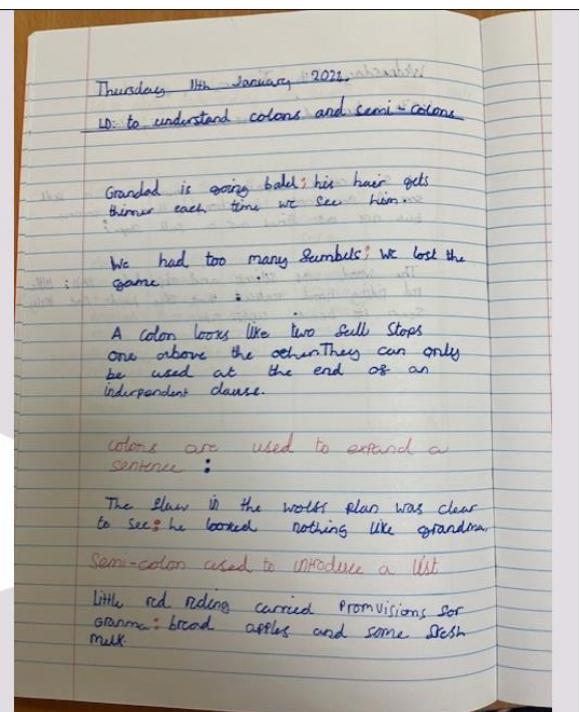 Thursday 11th January 2022.
LO: to understand colons and semi-colons
Grandad is going bald; his hair gets
thinner each time we see him.
We had too many fumbels; we lost the
game
:
A colon looks like two full stops
one above the other. They can only
be used at the end of an
independent clause.
colons are used to expand a
sentence :
The flaw in the wolfs plan was clear
to see: he looked nothing like grandma.
Semi-colon used to introduce a list
Little red riding carried promvisions for
Granma: bread apples and some fresh
milk.